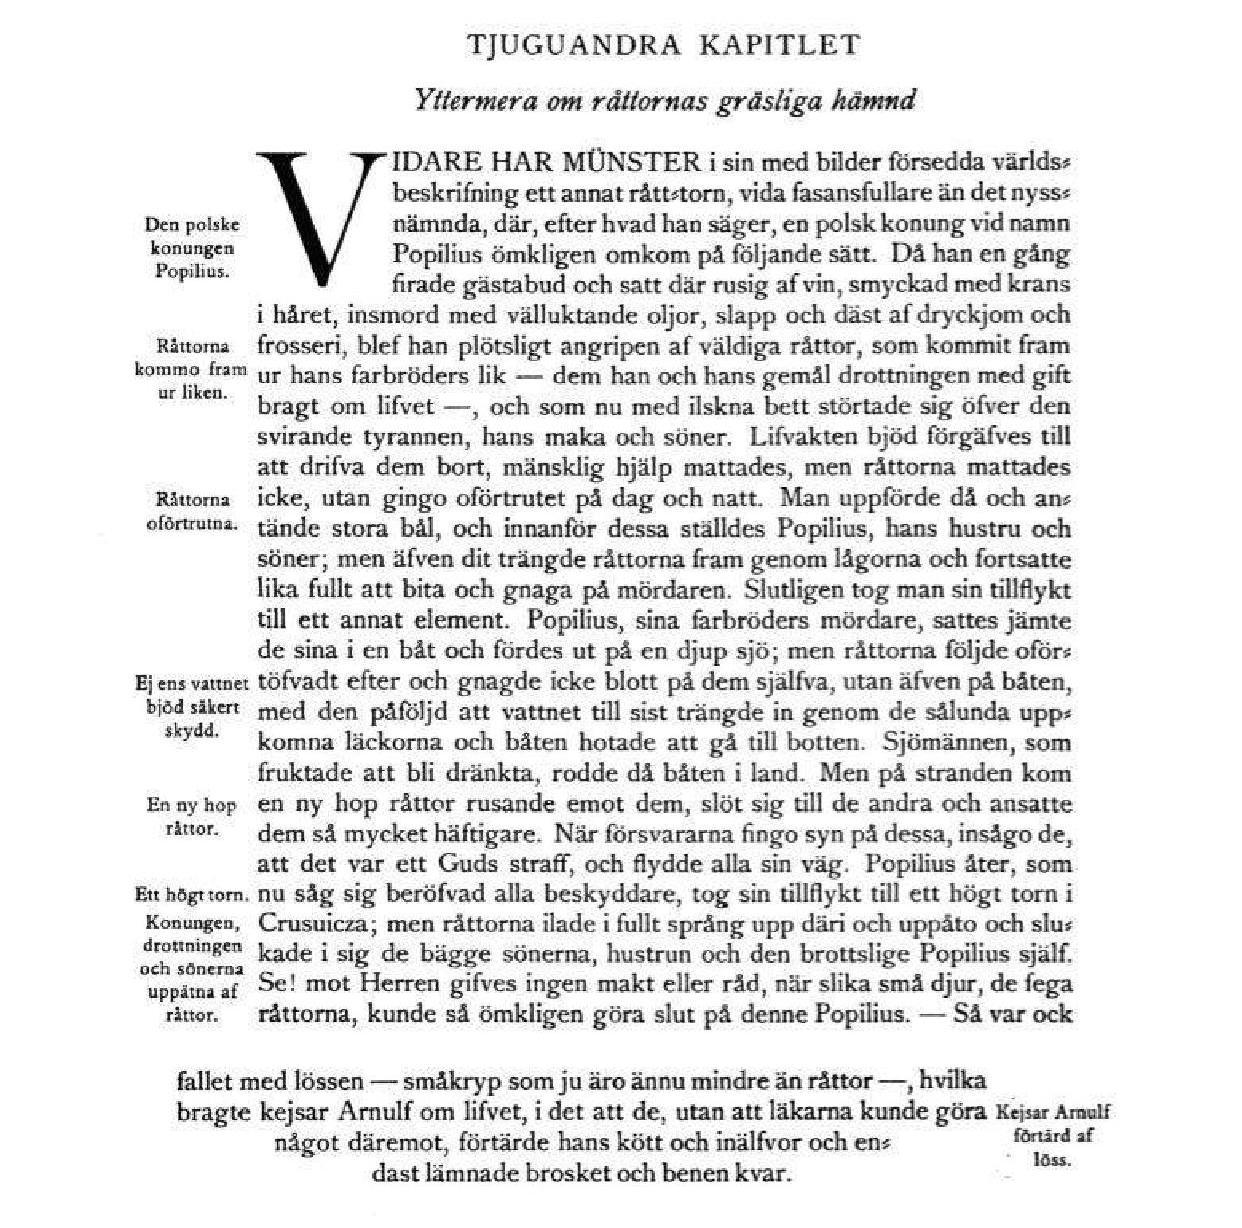 TJUGUANDRA KAPITLET
Yttermera om råttornas gräsliga hämnd
VIDARE HAR MÜNSTER i sin med bilder försedda världs-
beskrifning ett annat rått-torn, vida fasansfullare än det nyss-
Den polske
konungen
Popilius.
nämnda, där, efter hvad han säger, en polsk konung vid namn
Popilius ömkligen omkom på följande sätt. Då han en gång
firade gästabud och satt där rusig af vin, smyckad med krans
i håret, insmord med välluktande oljor, slapp och däst af dryckjom och
Råttorna
kommo fram
ur liken.
frosseri, blef han plötsligt angripen af väldiga råttor, som kommit fram
ur hans farbröders lik — dem han och hans gemål drottningen med gift
bragt om lifvet —, och som nu med ilskna bett störtade sig öfver den
svirande tyrannen, hans maka och söner. Lifvakten bjöd förgäfves till
att drifva dem bort, mänsklig hjälp mattades, men råttorna mattades
Råttorna
oförtrutna.
icke, utan gingo oförtrutet på dag och natt. Man uppförde då och an-
tände stora bål, och innanför dessa ställdes Popilius, hans hustru och
söner; men äfven dit trängde råttorna fram genom lågorna och fortsatte
lika fullt att bita och gnaga på mördaren. Slutligen tog man sin tillflykt
till ett annat element. Popilius, sina farbröders mördare, sattes jämte
de sina i en båt och fördes ut på en djup sjö; men råttorna följde oför-
Ej ens vattnet
bjöd säkert
skydd.
töfvadt efter och gnagde icke blott på dem själfva, utan äfven på båten,
med den påföljd att vattnet till sist trängde in genom de sålunda upp-
komna läckorna och båten hotade att gå till botten. Sjömännen, som
fruktade att bli dränkta, rodde då båten i land. Men på stranden kom
En ny hop
råttor.
en ny hop råttor rusande emot dem, slöt sig till de andra och ansatte
dem så mycket häftigare. När försvararna fingo syn på dessa, insågo de,
att det var ett Guds straff, och flydde alla sin väg. Popilius åter, som
Ett högt torn.
nu såg sig beröfvad alla beskyddare, tog sin tillflykt till ett högt torn i
Konungen,
drottningen
och sönerna
uppätna af
råttor.
Crusuicza; men råttorna ilade i fullt språng upp däri och uppåto och slu-
kade i sig de bägge sönerna, hustrun och den brottslige Popilius själf.
Se! mot Herren gifves ingen makt eller råd, när slika små djur, de fega
råttorna, kunde så ömkligen göra slut på denne Popilius. — Så var ock
fallet med lössen — småkryp som ju äro ännu mindre än råttor —, hvilka
bragte kejsar Arnulf om lifvet, i det att de, utan att läkarna kunde göra
Kejsar Arnulf
förtärd af
löss.
något däremot, förtärde hans kött och inälfvor och en-
dast lämnade brosket och benen kvar.